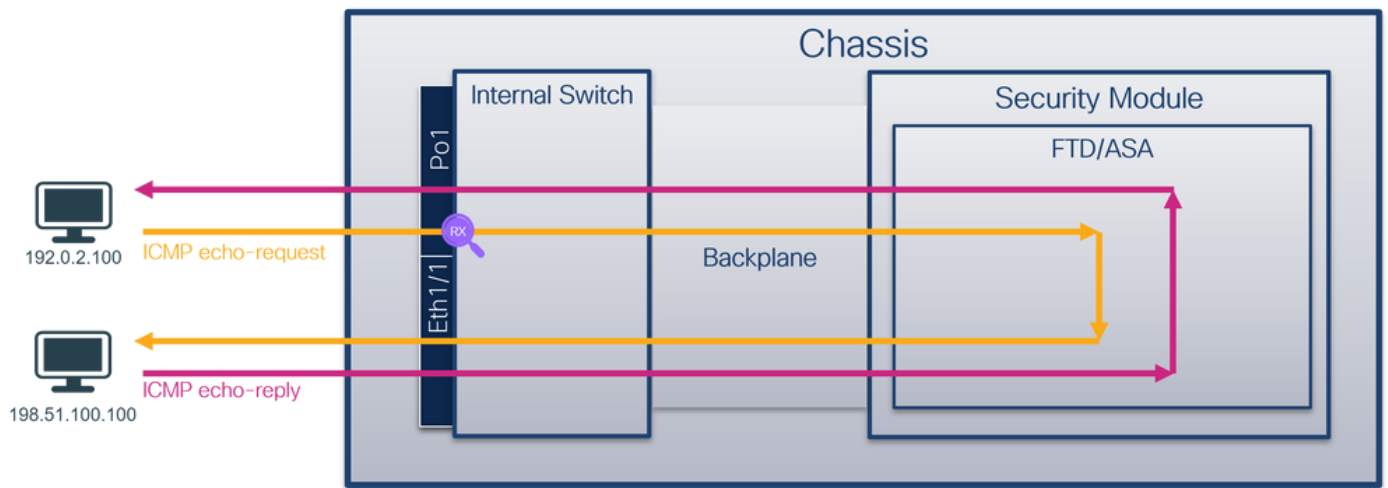 Chassis
Internal Switch
Security Module
FTD/ASA
Po1
RX
192.0.2.100
ICMP echo-request
Backplane
Eth1/1
ICMP echo-reply
198.51.100.100